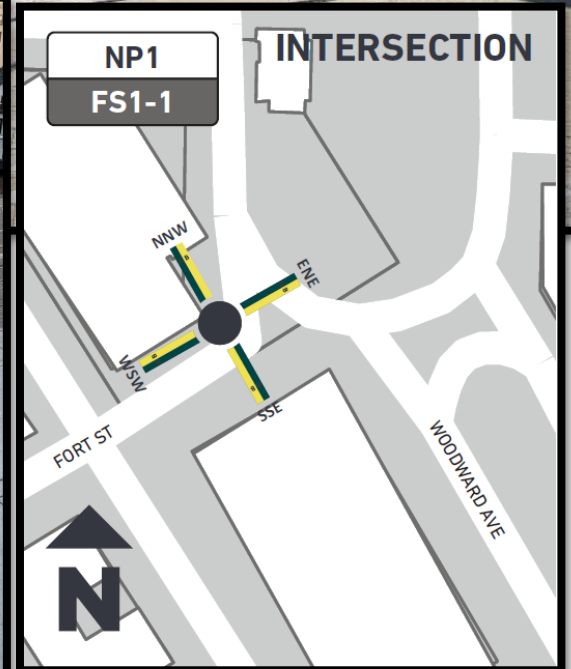 NP1
INTERSECTION
FS1-1
NNW
ENE
WSW
SSE
FORT ST
WOODWARD AVE
N